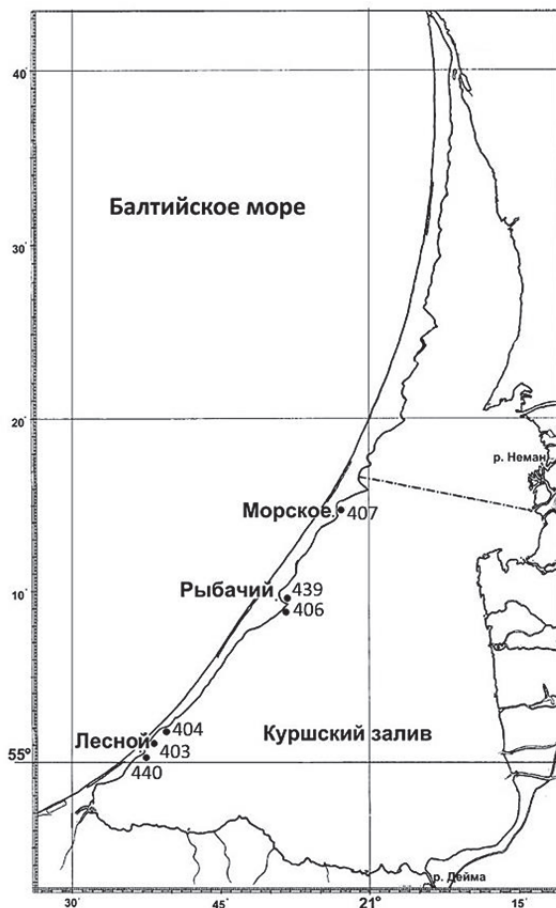 40'
Балтийское море
30'
20'
р. Неман
Морское
407
Рыбачий
439
10'
406
404
Лесной
403
Куршский залив
55°
440
р. Дейма
30'
45'
21°
15'